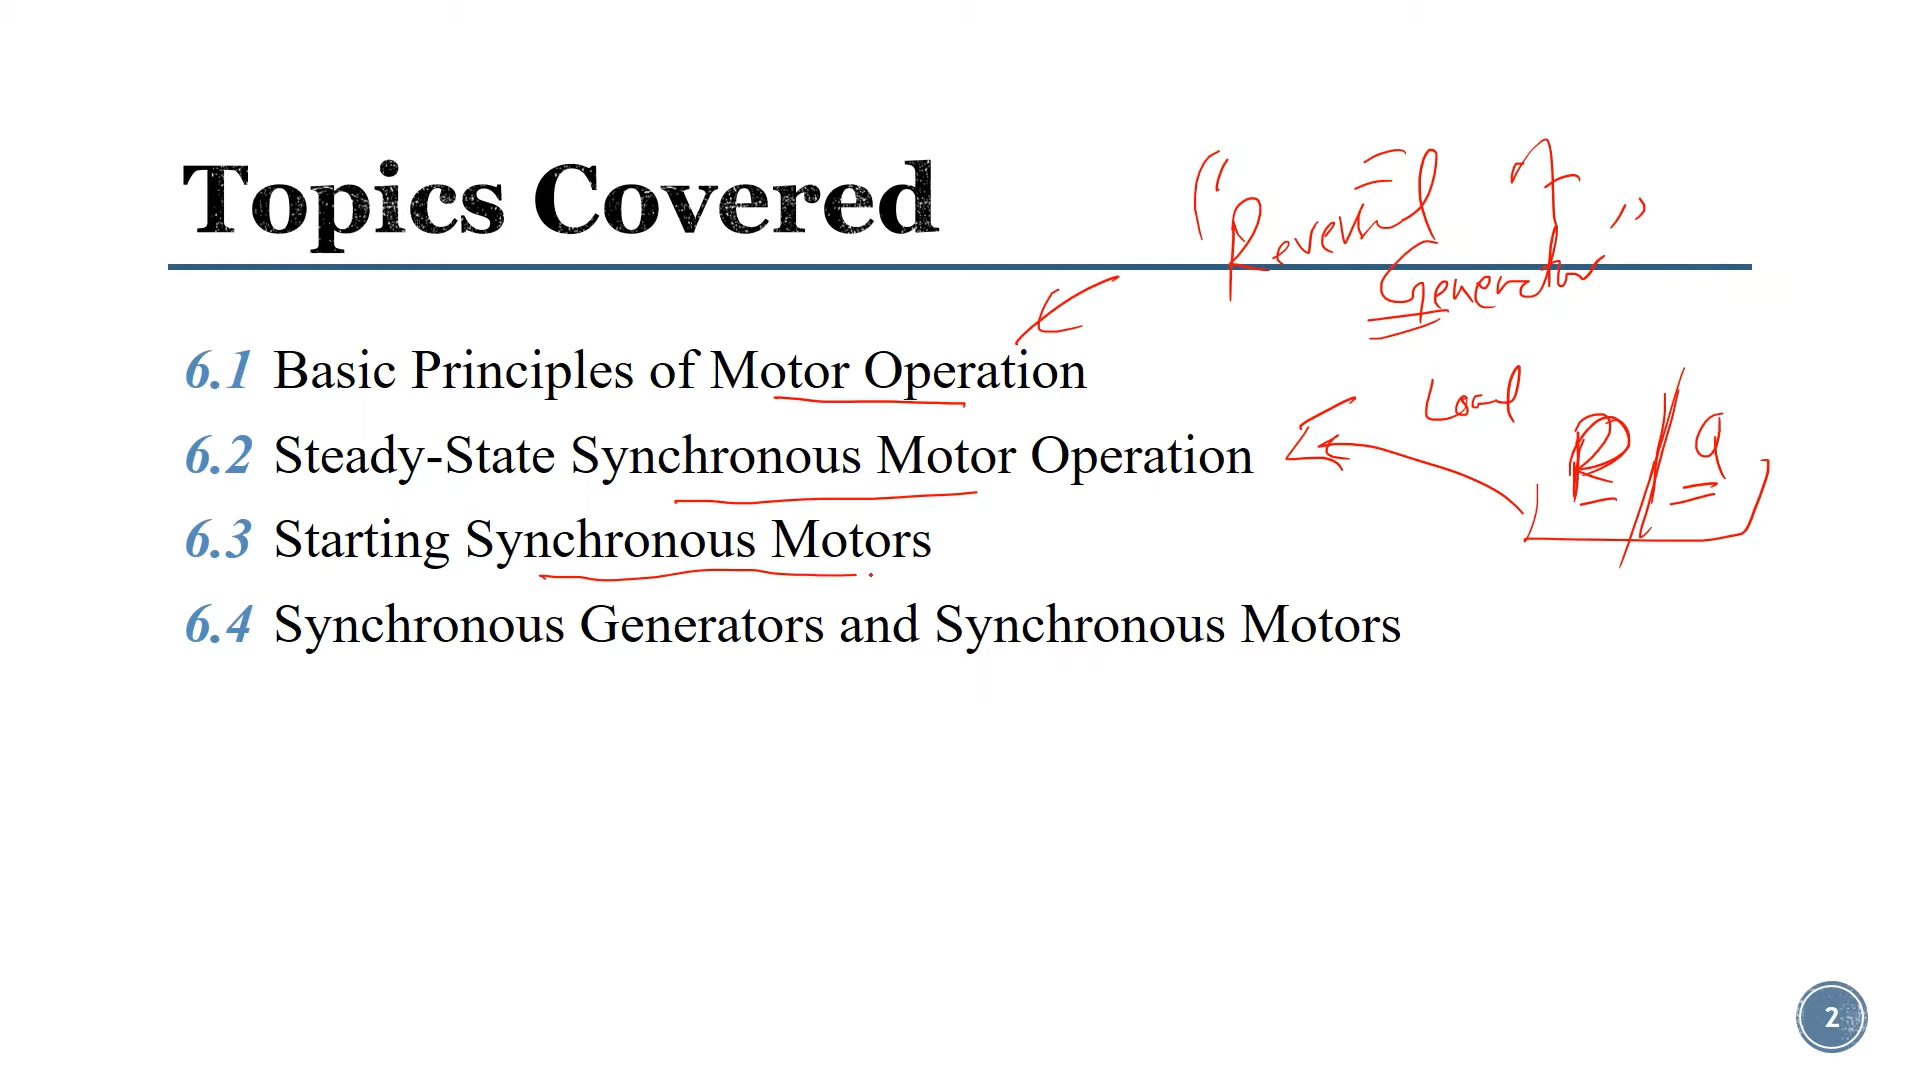 Topics Covered
"Reversal
Generator"
6.1 Basic Principles of Motor Operation
Load
6.2 Steady-State Synchronous Motor Operation
6.3 Starting Synchronous Motors
6.4 Synchronous Generators and Synchronous Motors
2